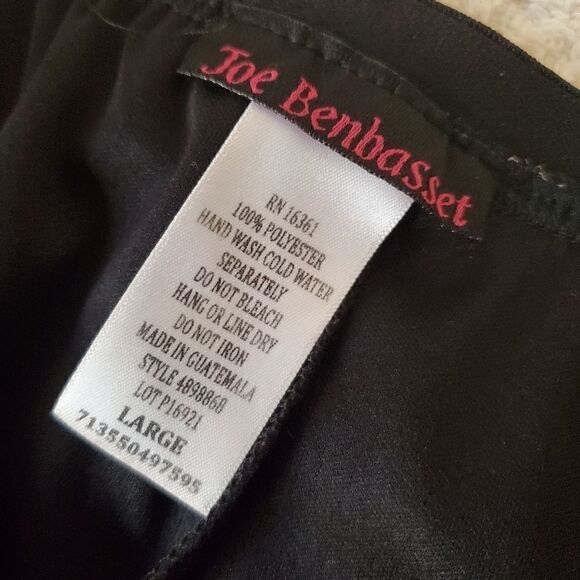 Joe Benbasset
RN 16361
100% POLYESTER
HAND WASH COLD WATER
SEPARATELY
DO NOT BLEACH
HANG OR LINE DRY
DO NOT IRON
MADE IN GUATEMALA
STYLE 4898868
LOT P16921
LARGE
713550497595